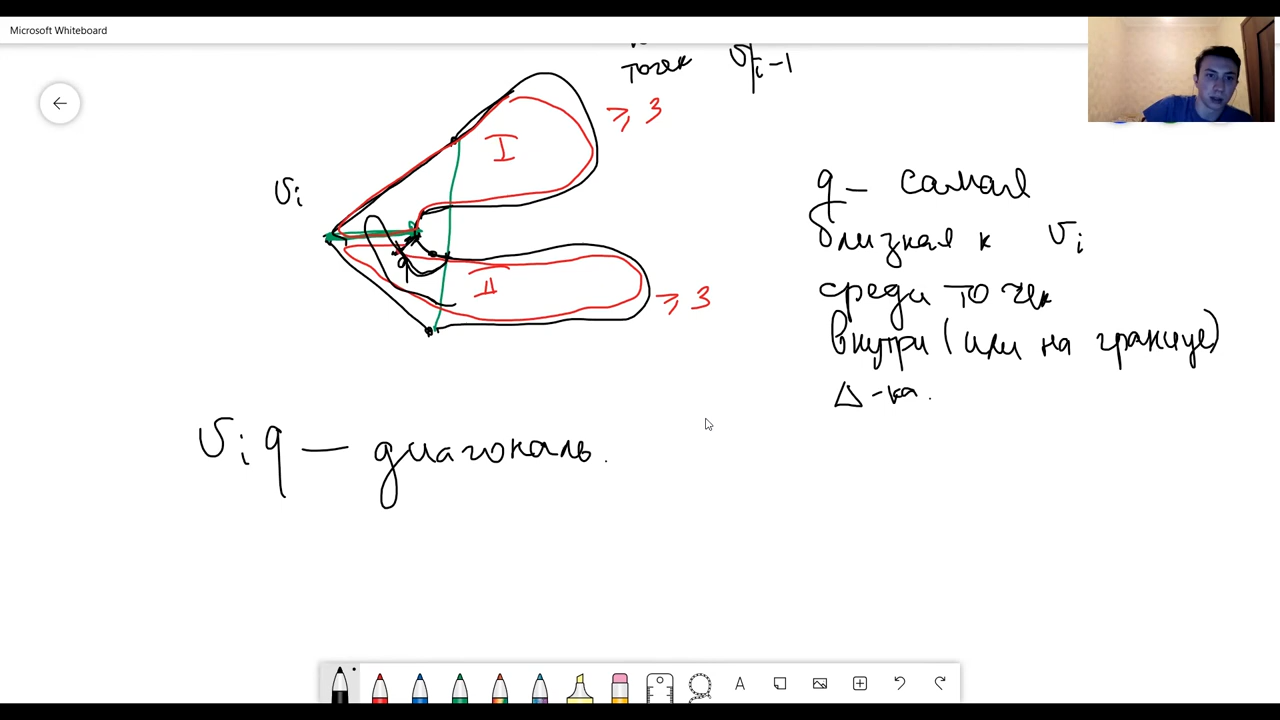 Microsoft Whiteboard
точек v_{i-1}
≥ 3
I
v_i
q
II
≥ 3
q – самая
близкая к v_i
среди точек
внутри (или на границе)
Δ-ка.
v_i q — диагональ.
A